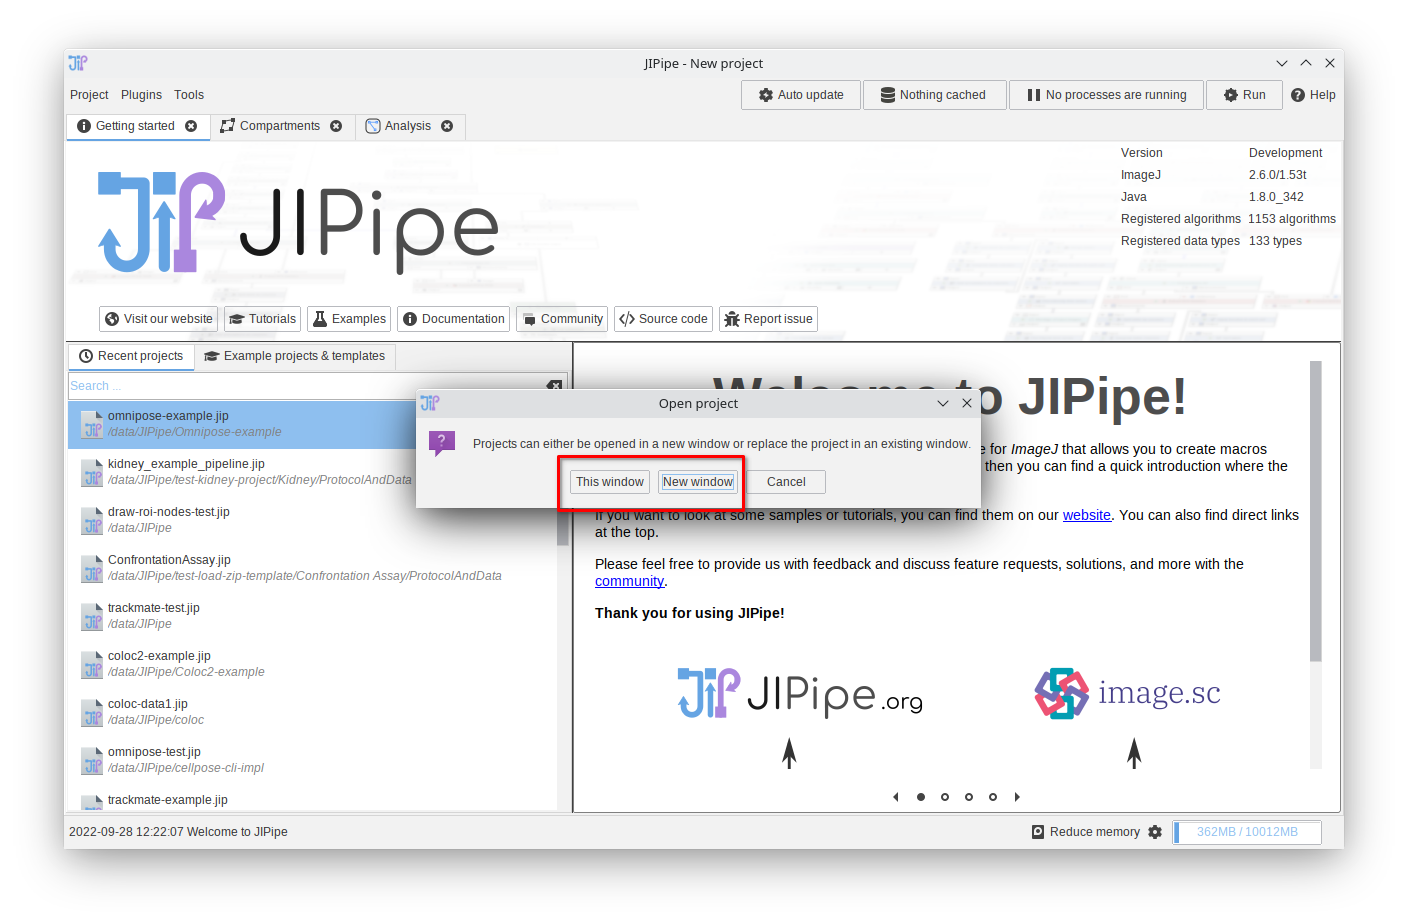 JIPipe - New project
Project Plugins Tools
Auto update Nothing cached No processes are running Run Help
Getting started Compartments Analysis
JIPipe
Version Development
ImageJ 2.6.0/1.53t
Java 1.8.0_342
Registered algorithms 1153 algorithms
Registered data types 133 types
Visit our website Tutorials Examples Documentation Community Source code Report issue
Recent projects Example projects & templates
Search ...
omnipose-example.jip
/data/JIPipe/Omnipose-example
kidney_example_pipeline.jip
/data/JIPipe/test-kidney-project/Kidney/ProtocolAndData
draw-roi-nodes-test.jip
/data/JIPipe
ConfrontationAssay.jip
/data/JIPipe/test-load-zip-template/Confrontation Assay/ProtocolAndData
trackmate-test.jip
/data/JIPipe
coloc2-example.jip
/data/JIPipe/Coloc2-example
coloc-data1.jip
/data/JIPipe/coloc
omnipose-test.jip
/data/JIPipe/cellpose-cli-impl
trackmate-example.jip
Open project
Projects can either be opened in a new window or replace the project in an existing window.
This window New window Cancel
Welcome to JIPipe!
e for ImageJ that allows you to create macros
then you can find a quick introduction where the
If you want to look at some samples or tutorials, you can find them on our website. You can also find direct links
at the top.
Please feel free to provide us with feedback and discuss feature requests, solutions, and more with the
community.
Thank you for using JIPipe!
JIPipe.org
image.sc
2022-09-28 12:22:07 Welcome to JIPipe
Reduce memory 362MB / 10012MB